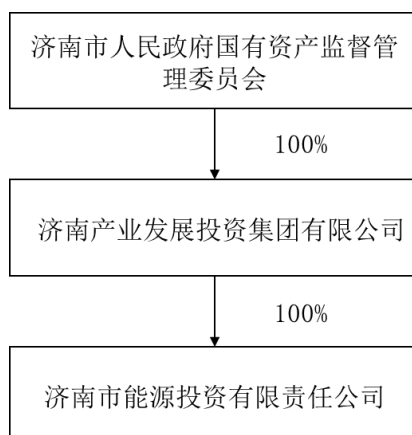 济南市人民政府国有资产监督管
理委员会
100%
济南产业发展投资集团有限公司
100%
济南市能源投资有限责任公司